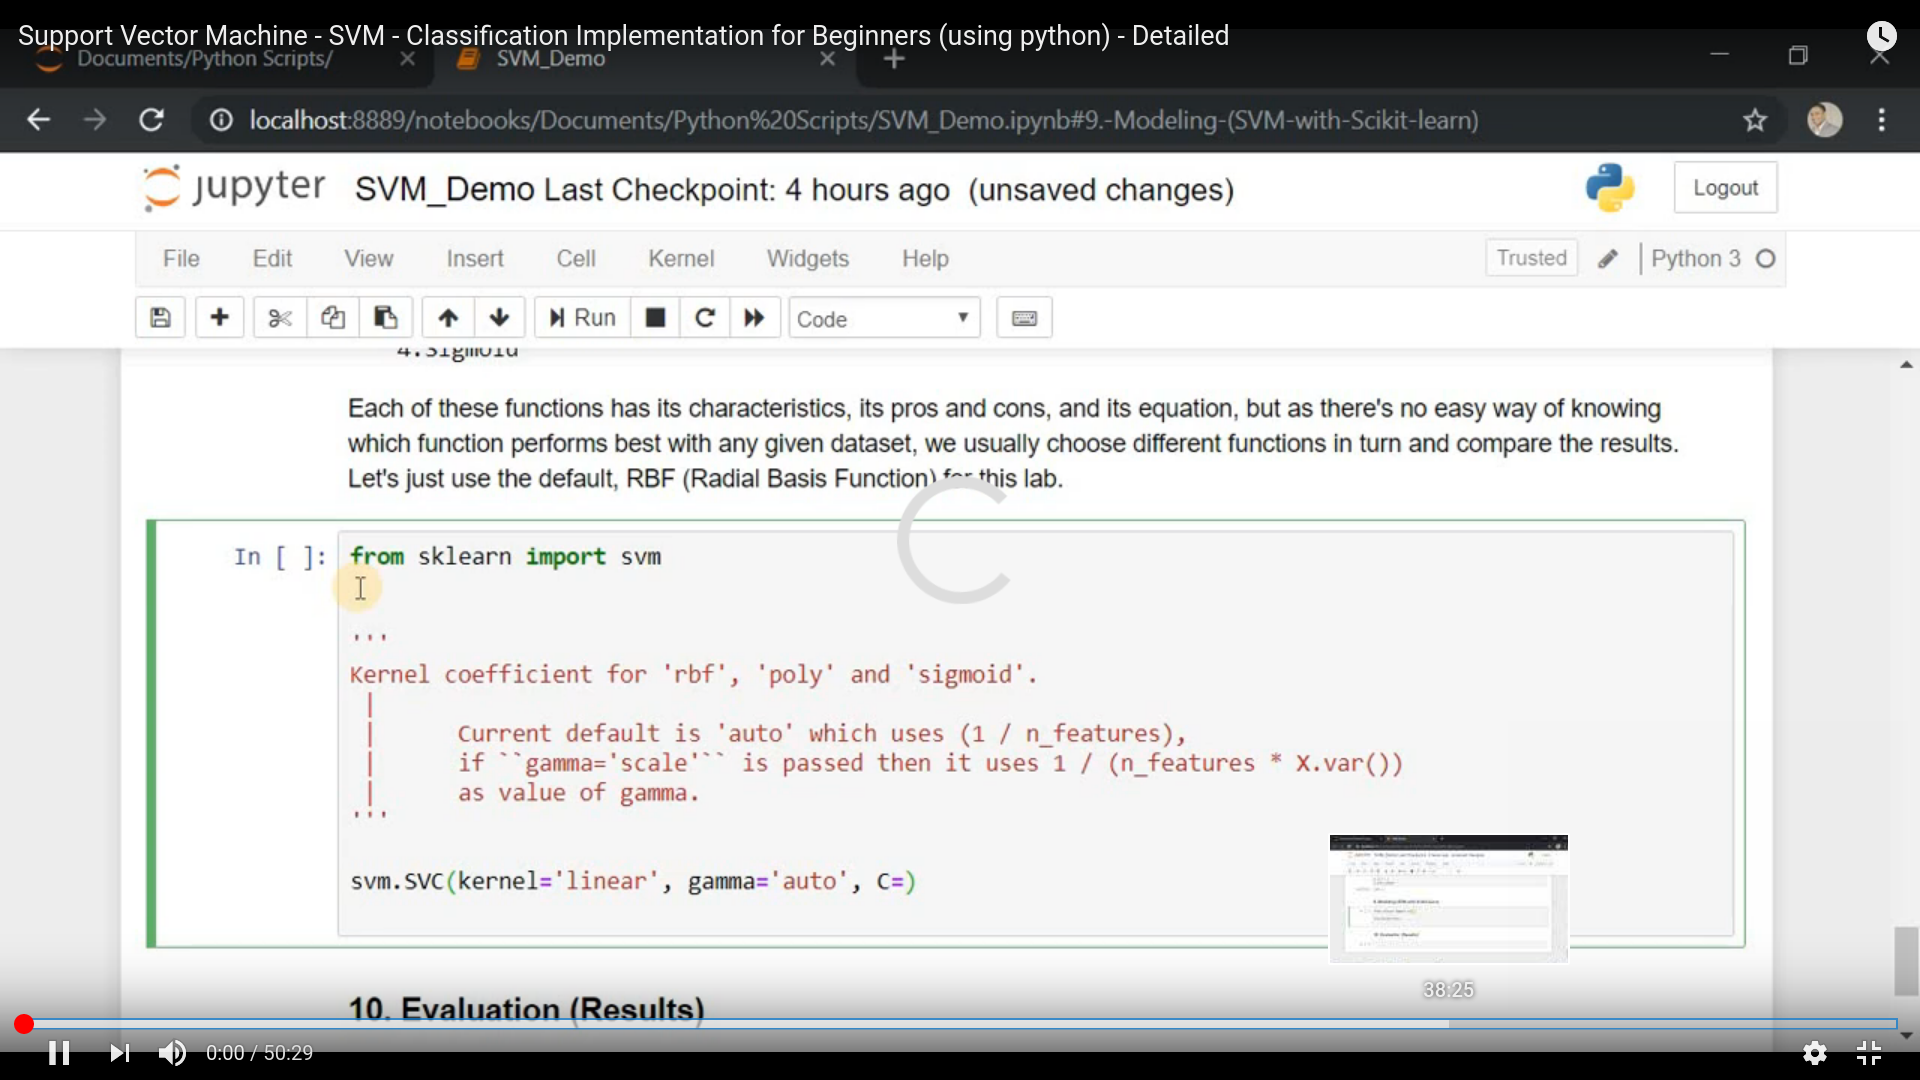 Support Vector Machine - SVM - Classification Implementation for Beginners (using python) - Detailed
Documents/Python Scripts/
SVM_Demo
localhost:8889/notebooks/Documents/Python%20Scripts/SVM_Demo.ipynb#9.-Modeling-(SVM-with-Scikit-learn)
jupyter SVM_Demo Last Checkpoint: 4 hours ago (unsaved changes)
Logout
File Edit View Insert Cell Kernel Widgets Help
Trusted
Python 3
Run
Code
4.Sigmoid
Each of these functions has its characteristics, its pros and cons, and its equation, but as there's no easy way of knowing
which function performs best with any given dataset, we usually choose different functions in turn and compare the results.
Let's just use the default, RBF (Radial Basis Function) for this lab.
In [ ]: from sklearn import svm
'''
Kernel coefficient for 'rbf', 'poly' and 'sigmoid'.
|
| Current default is 'auto' which uses (1 / n_features),
| if ``gamma='scale'`` is passed then it uses 1 / (n_features * X.var())
| as value of gamma.
'''
svm.SVC(kernel='linear', gamma='auto', C=)
38:25
10. Evaluation (Results)
0:00 / 50:29